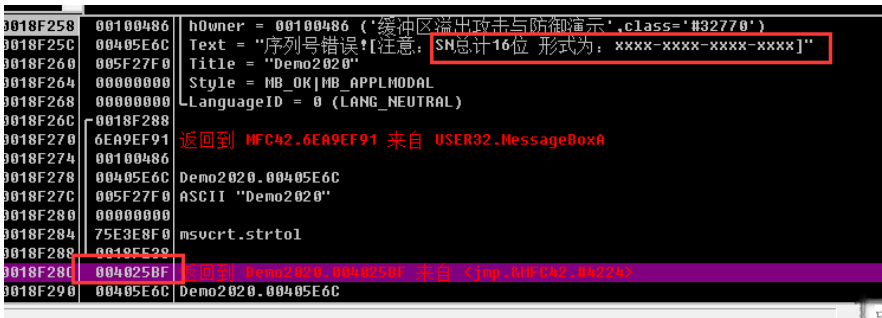 0018F258 00100486 hOwner = 00100486 ('缓冲区溢出攻击与防御演示',class='#32770')
0018F25C 00405E6C Text = "序列号错误![注意：SN总计16位 形式为：xxxx-xxxx-xxxx-xxxx]"
0018F260 005F27F0 Title = "Demo2020"
0018F264 00000000 Style = MB_OK|MB_APPLMODAL
0018F268 00000000 LanguageID = 0 (LANG_NEUTRAL)
0018F26C 0018F288
0018F270 6EA9EF91 返回到 MFC42.6EA9EF91 来自 USER32.MessageBoxA
0018F274 00100486
0018F278 00405E6C Demo2020.00405E6C
0018F27C 005F27F0 ASCII "Demo2020"
0018F280 00000000
0018F284 75E3E8F0 msvcrt.strtol
0018F288
0018F28C 004025BF 返回到 Demo2020.004025BF 来自 <jmp.&MFC42.#4224>
0018F290 00405E6C Demo2020.00405E6C